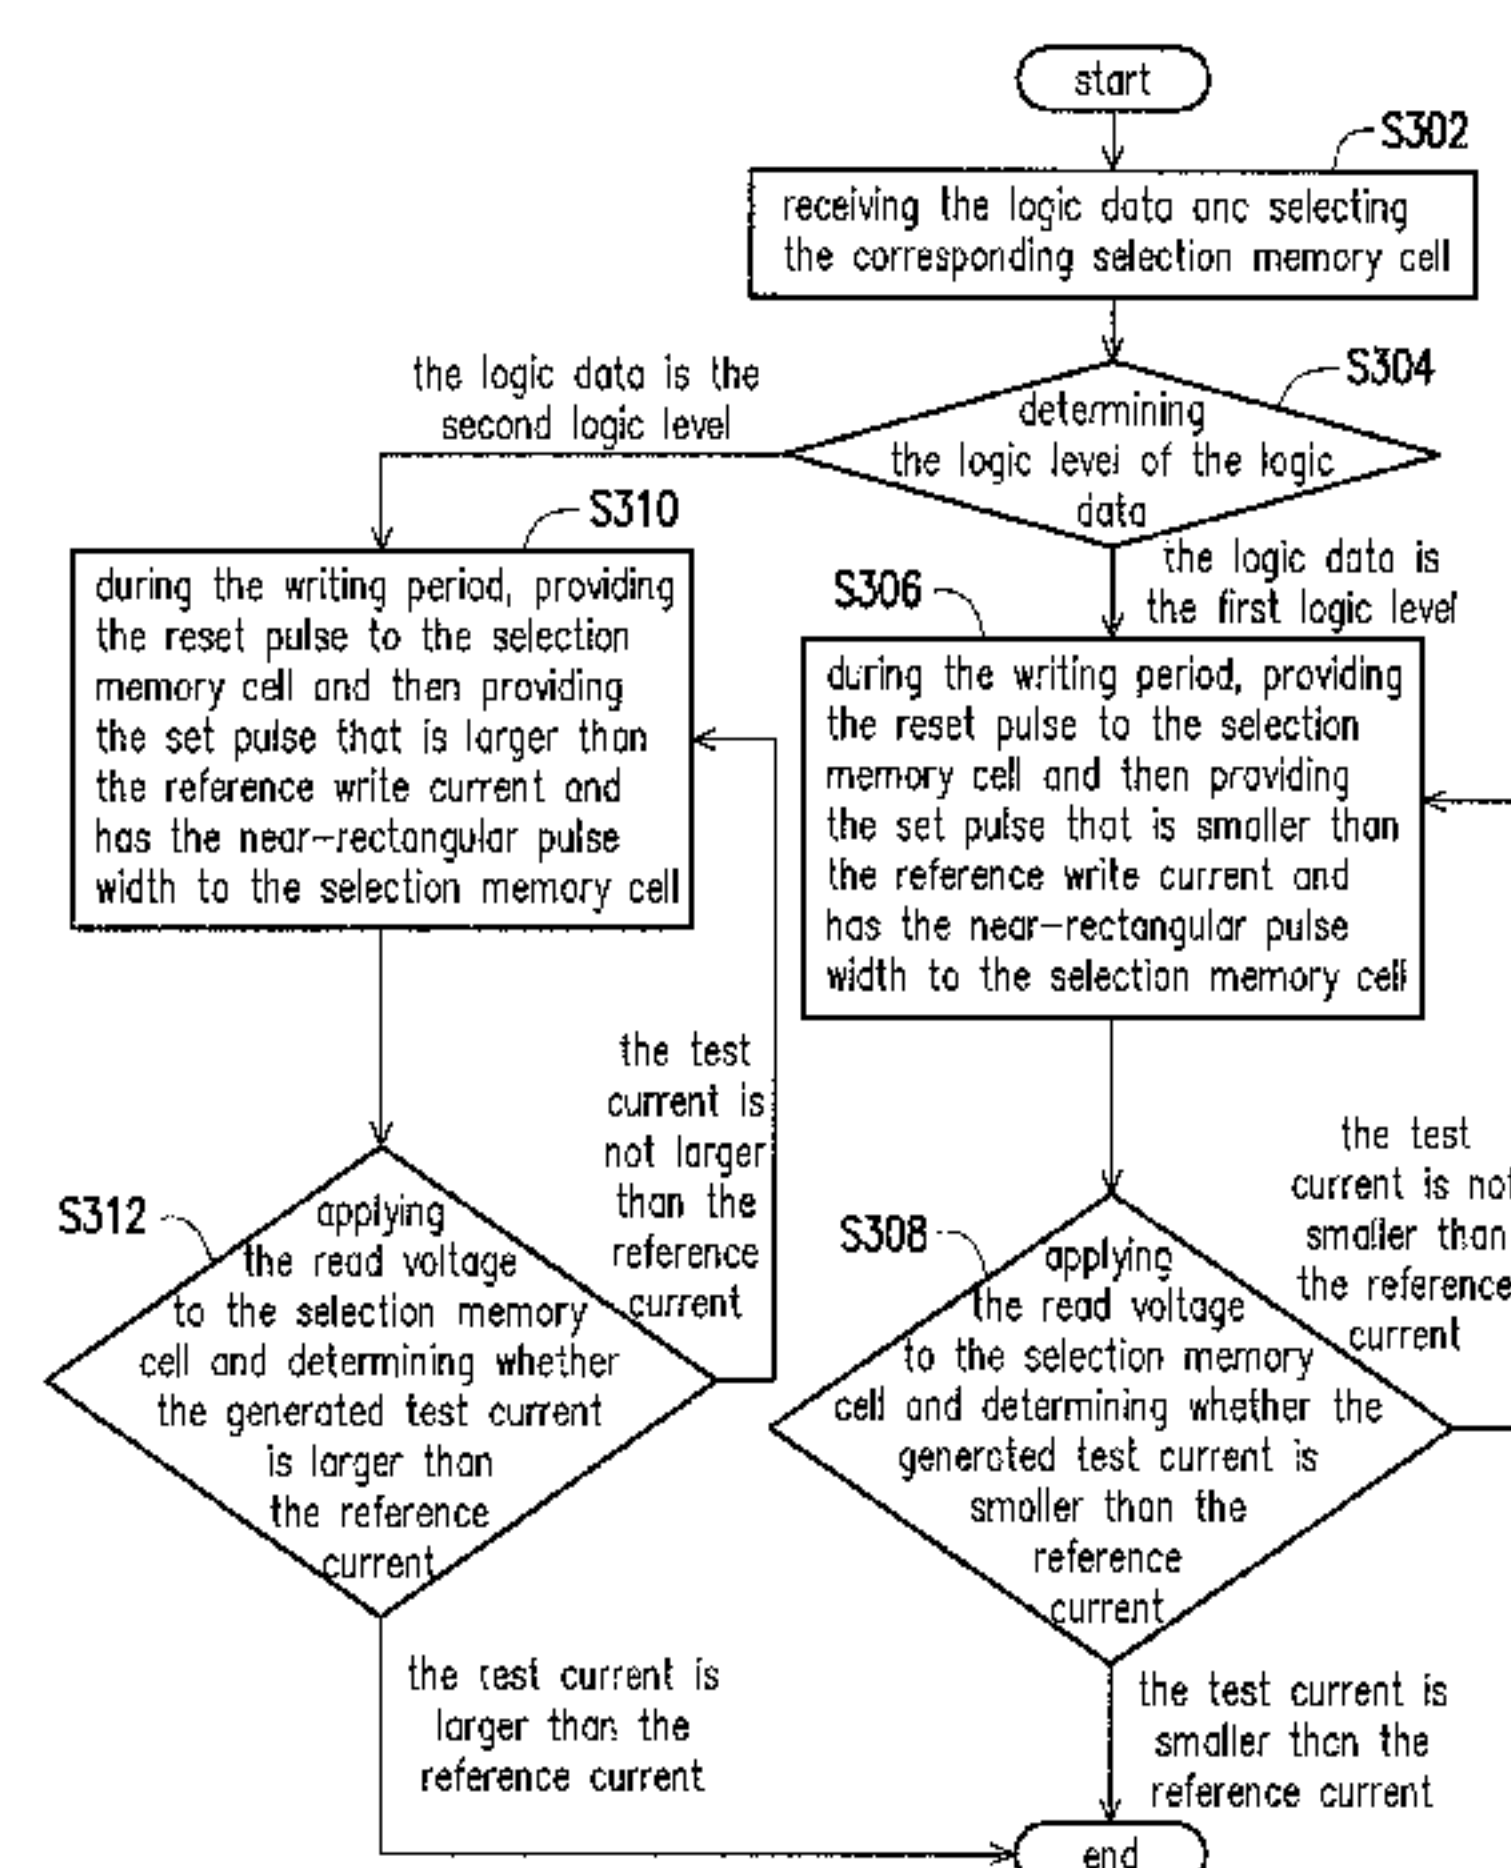 start
S302
receiving the logic data anc selecting
the corresponding selection memory cell
S304
determining
the logic level of the logic
data
the logic data is the
second logic level
S310
during the writing period, providing
the reset pulse to the selection
memory cell and then providing
the set pulse that is larger than
the reference write current and
has the near-rectangular pulse
width to the selection memory cell
the logic data is
the first logic level
S306
during the writing period, providing
the reset pulse to the selection
memory cell and then providing
the set pulse that is smaller than
the reference write current and
has the near-rectangular pulse
width to the selection memory cell
the test
current is
not larger
than the
reference
current
S312
applying
the read voltage
to the selection memory
cell and determining whether
the generated test current
is larger than
the reference
current
the test
current is not
smaller than
the reference
current
S308
applying
the read voltage
to the selection memory
cell and determining whether the
generated test current is
smaller than the
reference
current
the test current is
larger than the
reference current
the test current is
smaller than the
reference current
end